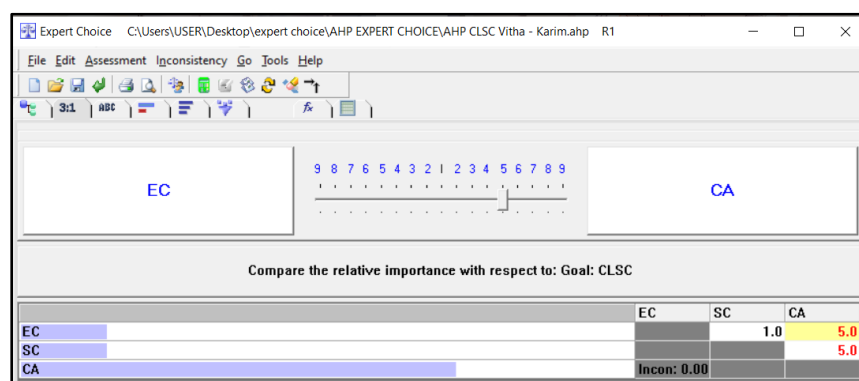 Expert Choice C:\Users\USER\Desktop\expert choice\AHP EXPERT CHOICE\AHP CLSC Vitha - Karim.ahp R1
File Edit Assessment Inconsistency Go Tools Help
3:1 ABC fx
EC
9 8 7 6 5 4 3 2 1 2 3 4 5 6 7 8 9
CA
Compare the relative importance with respect to: Goal: CLSC
EC SC CA
EC 1.0 5.0
SC 5.0
CA Incon: 0.00